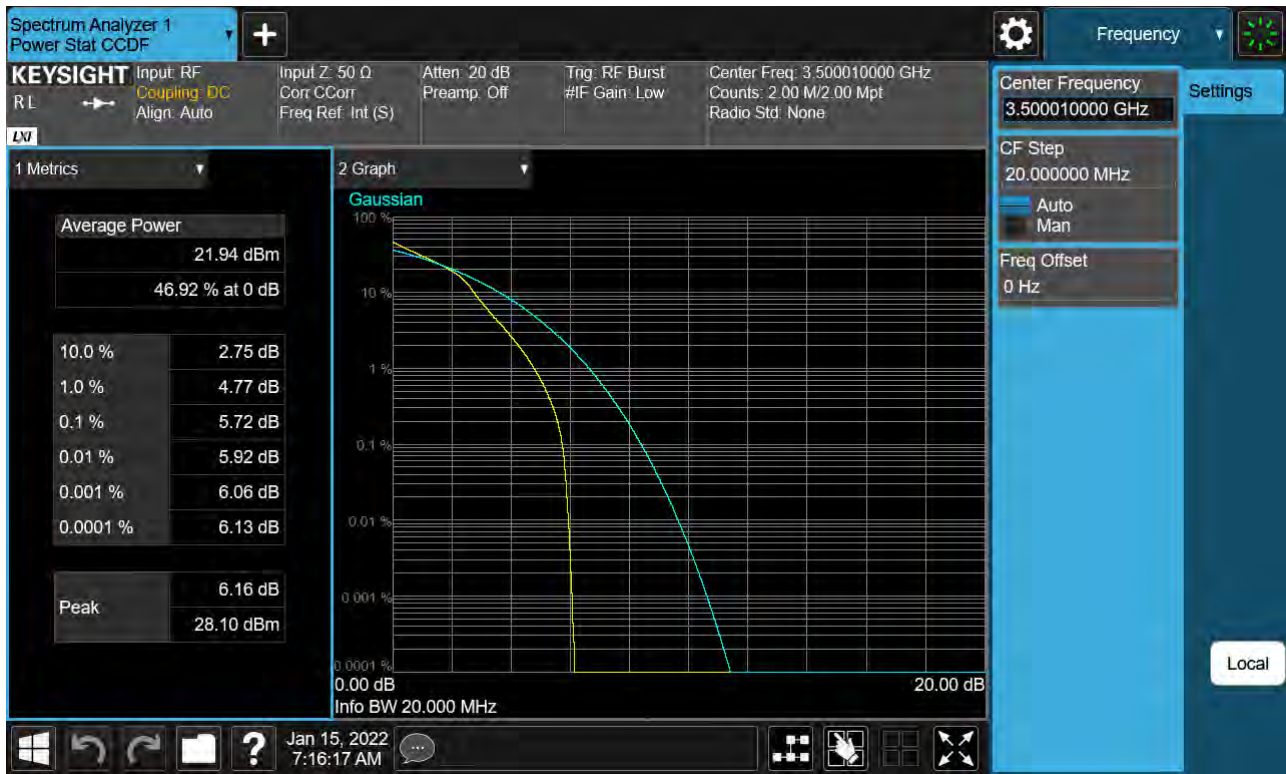 Spectrum Analyzer 1
Power Stat CCDF
+
Frequency
KEYSIGHT
RL
LXI
Input: RF
Coupling: DC
Align: Auto
Input Z: 50 Ω
Corr CCorr
Freq Ref: Int (S)
Atten: 20 dB
Preamp: Off
Trig: RF Burst
#IF Gain: Low
Center Freq: 3.500010000 GHz
Counts: 2.00 M/2.00 Mpt
Radio Std: None
Center Frequency
3.500010000 GHz
Settings
CF Step
20.000000 MHz
Auto
Man
Freq Offset
0 Hz
Local
1 Metrics
Average Power
21.94 dBm
46.92 % at 0 dB
10.0 % 2.75 dB
1.0 % 4.77 dB
0.1 % 5.72 dB
0.01 % 5.92 dB
0.001 % 6.06 dB
0.0001 % 6.13 dB
Peak
6.16 dB
28.10 dBm
2 Graph
Gaussian
100 %
10 %
1 %
0.1 %
0.01 %
0.001 %
0.0001 %
0.00 dB 20.00 dB
Info BW 20.000 MHz
?
Jan 15, 2022
7:16:17 AM